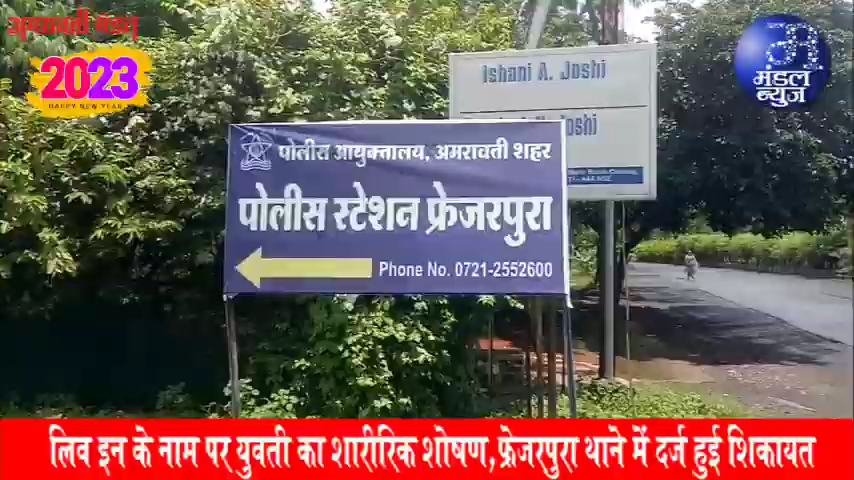 अमरावती मंडल
2023
HAPPY NEW YEAR
मंडल
न्युज
Ishani A. Joshi
Joshi
पोलीस आयुक्तालय, अमरावती शहर
पोलीस स्टेशन फ्रेजरपुरा
Phone No. 0721-2552600
लिव इन के नाम पर युवती का शारीरिक शोषण,फ्रेजरपुरा थाने में दर्ज हुई शिकायत